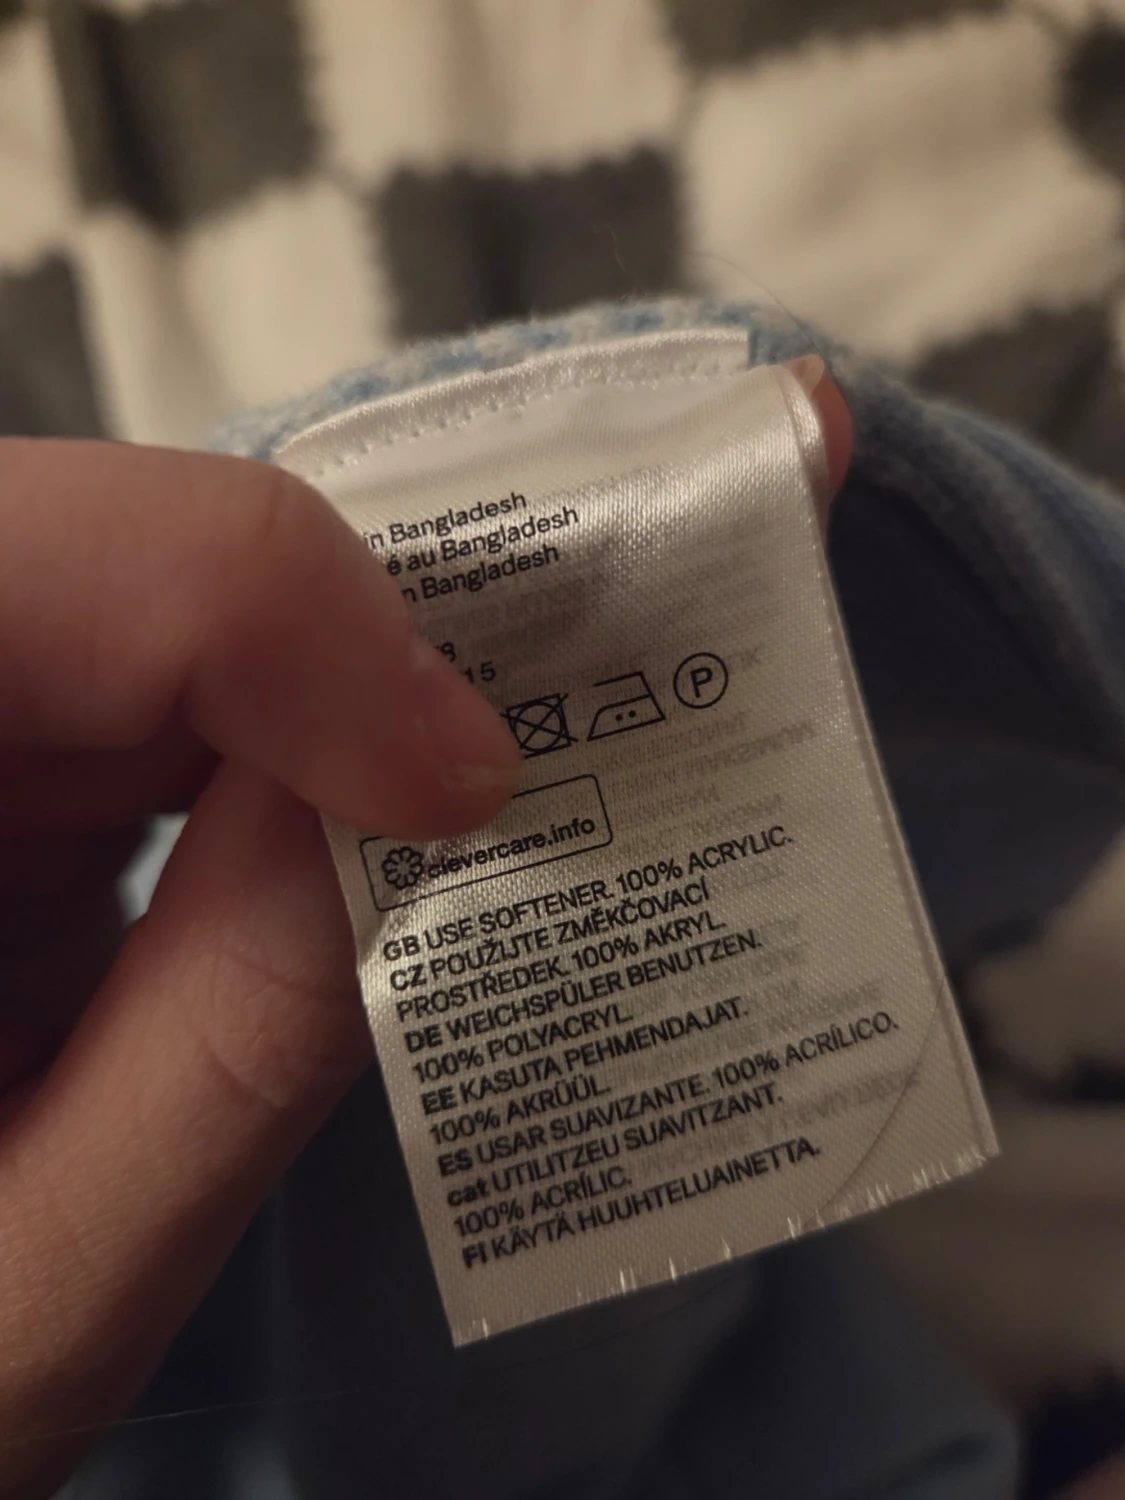 in Bangladesh
é au Bangladesh
n Bangladesh
8
15
P
clevercare.info
GB USE SOFTENER. 100% ACRYLIC.
CZ POUŽIJTE ZMĚKČOVACÍ
PROSTŘEDEK. 100% AKRYL
DE WEICHSPÜLER BENUTZEN.
100% POLYACRYL.
EE KASUTA PEHMENDAJAT.
100% AKRÜÜL.
ES USAR SUAVIZANTE. 100% ACRÍLICO.
cat UTILITZEU SUAVITZANT.
100% ACRÍLIC.
FI KÄYTÄ HUUHTELUAINETTA.